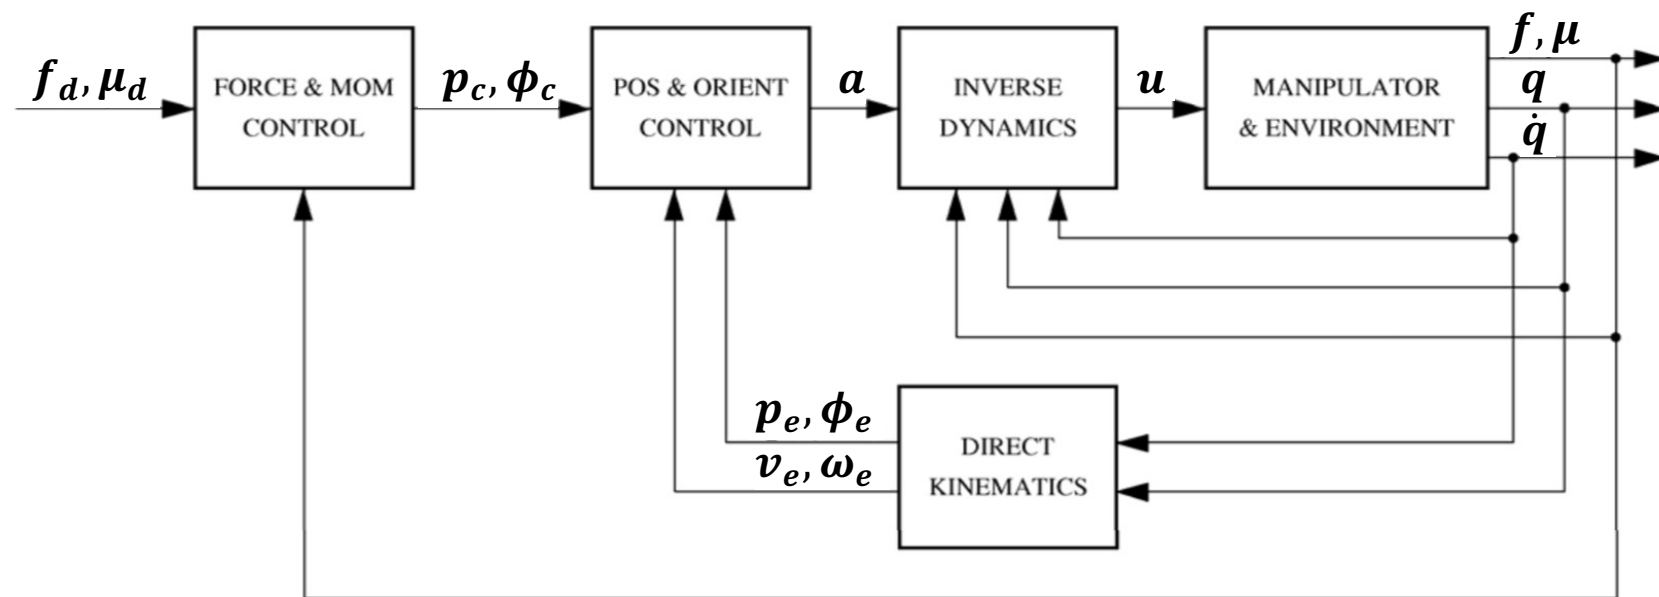 f_d, μ_d
FORCE & MOM
CONTROL
p_c, ϕ_c
POS & ORIENT
CONTROL
a
INVERSE
DYNAMICS
u
MANIPULATOR
& ENVIRONMENT
f, μ
q
q̇
p_e, ϕ_e
v_e, ω_e
DIRECT
KINEMATICS